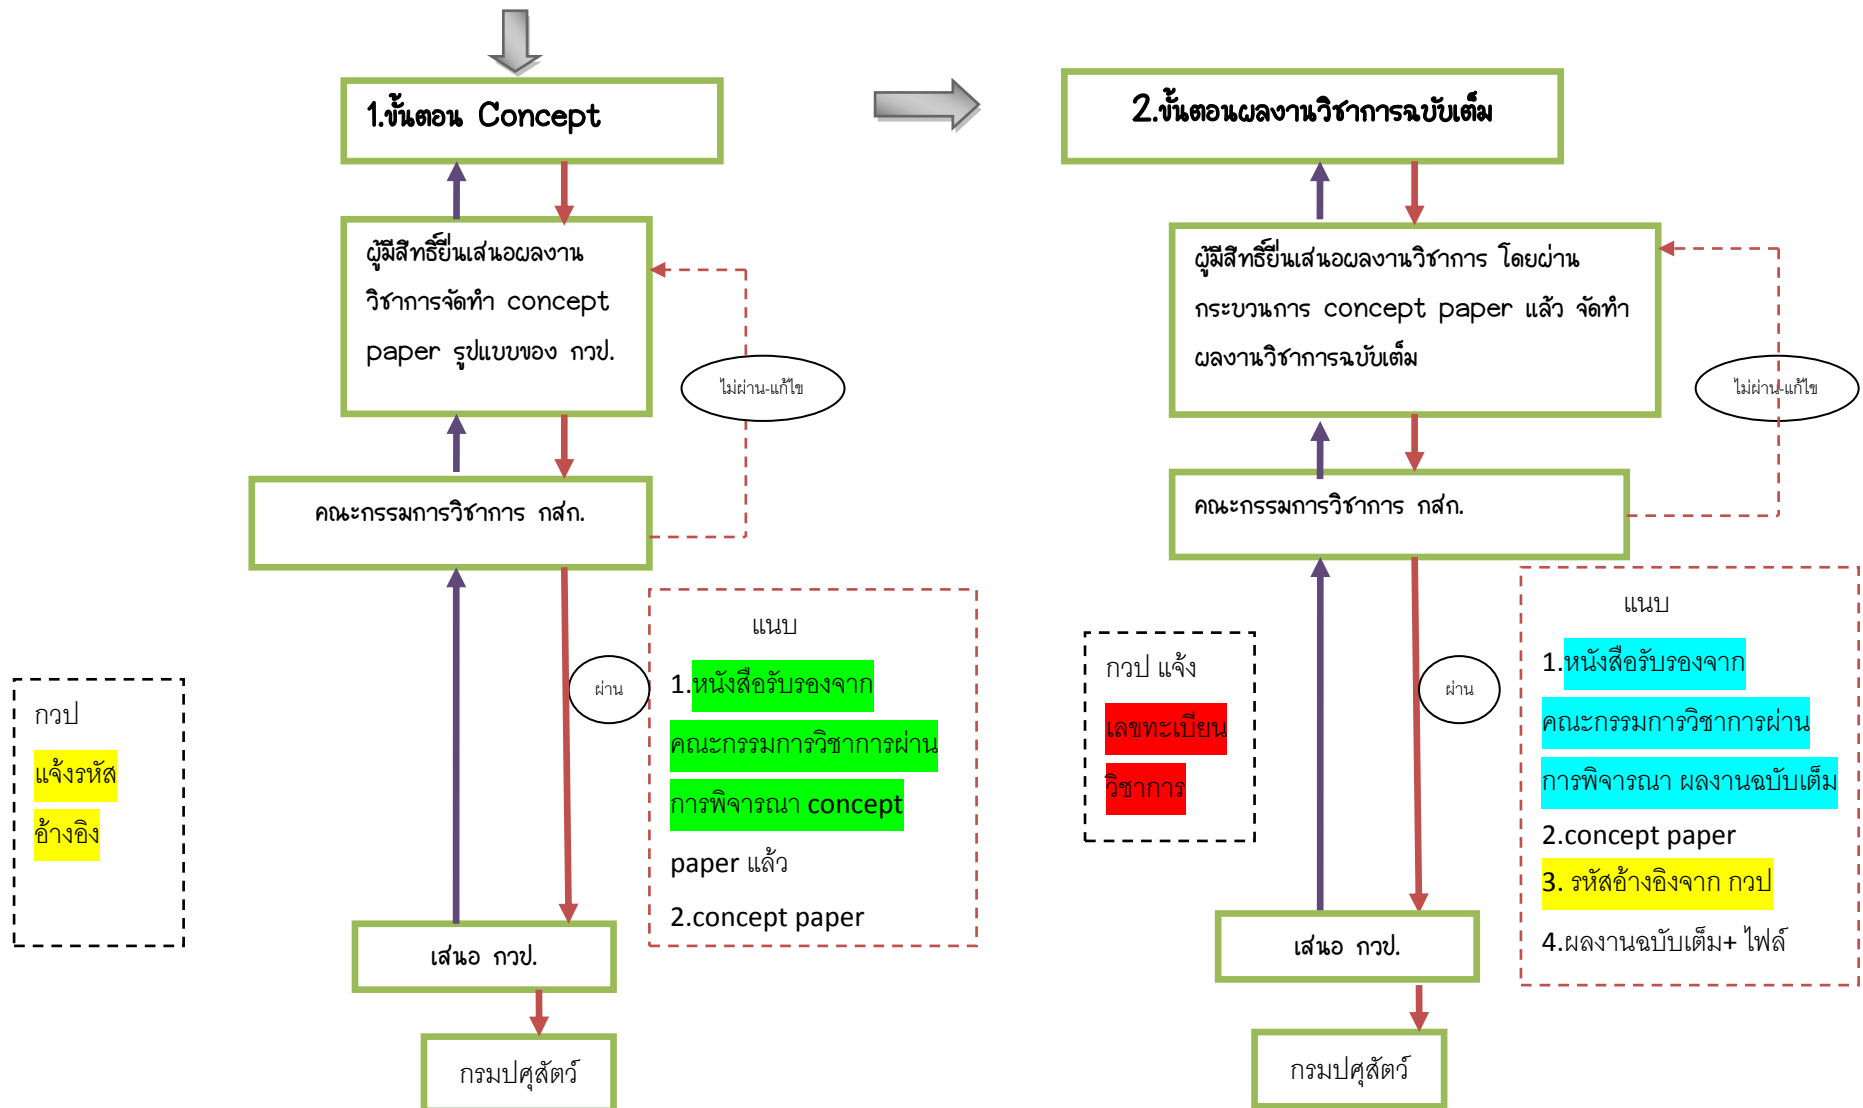 1.ขั้นตอน Concept
ผู้มีสิทธิ์ยื่นเสนอผลงาน
วิชาการจัดทำ concept
paper รูปแบบของ กวป.
ไม่ผ่าน-แก้ไข
คณะกรรมการวิชาการ กสก.
ผ่าน
แนบ
1.หนังสือรับรองจาก
คณะกรรมการวิชาการผ่าน
การพิจารณา concept
paper แล้ว
2.concept paper
กวป
แจ้งรหัส
อ้างอิง
เสนอ กวป.
กรมปศุสัตว์
2.ขั้นตอนผลงานวิชาการฉบับเต็ม
ผู้มีสิทธิ์ยื่นเสนอผลงานวิชาการ โดยผ่าน
กระบวนการ concept paper แล้ว จัดทำ
ผลงานวิชาการฉบับเต็ม
ไม่ผ่าน-แก้ไข
คณะกรรมการวิชาการ กสก.
กวป แจ้ง
เลขทะเบียน
วิชาการ
ผ่าน
แนบ
1.หนังสือรับรองจาก
คณะกรรมการวิชาการผ่าน
การพิจารณา ผลงานฉบับเต็ม
2.concept paper
3. รหัสอ้างอิงจาก กวป
4.ผลงานฉบับเต็ม+ ไฟล์
เสนอ กวป.
กรมปศุสัตว์